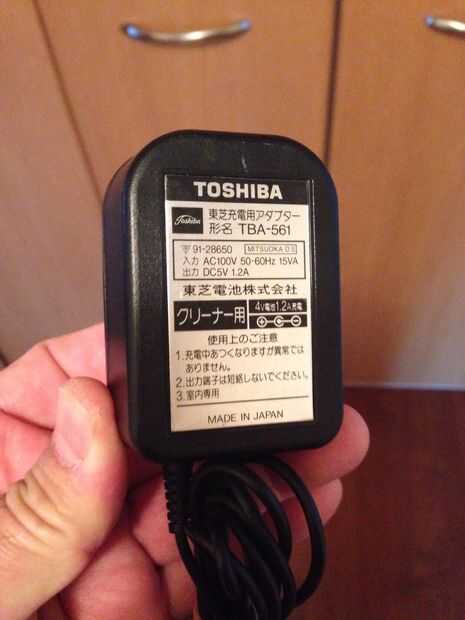 TOSHIBA
Toshiba
東芝充電用アダプター
形名 TBA-561
91-28650 MITSUOKA D.S
入力 AC100V 50-60Hz 15VA
出力 DC5V 1.2A
東芝電池株式会社
クリーナー用
4V電池1.2A充電
使用上のご注意
1.充電中あつくなりますが異常では
ありません。
2.出力端子は短絡しないでください。
3.室内専用
MADE IN JAPAN